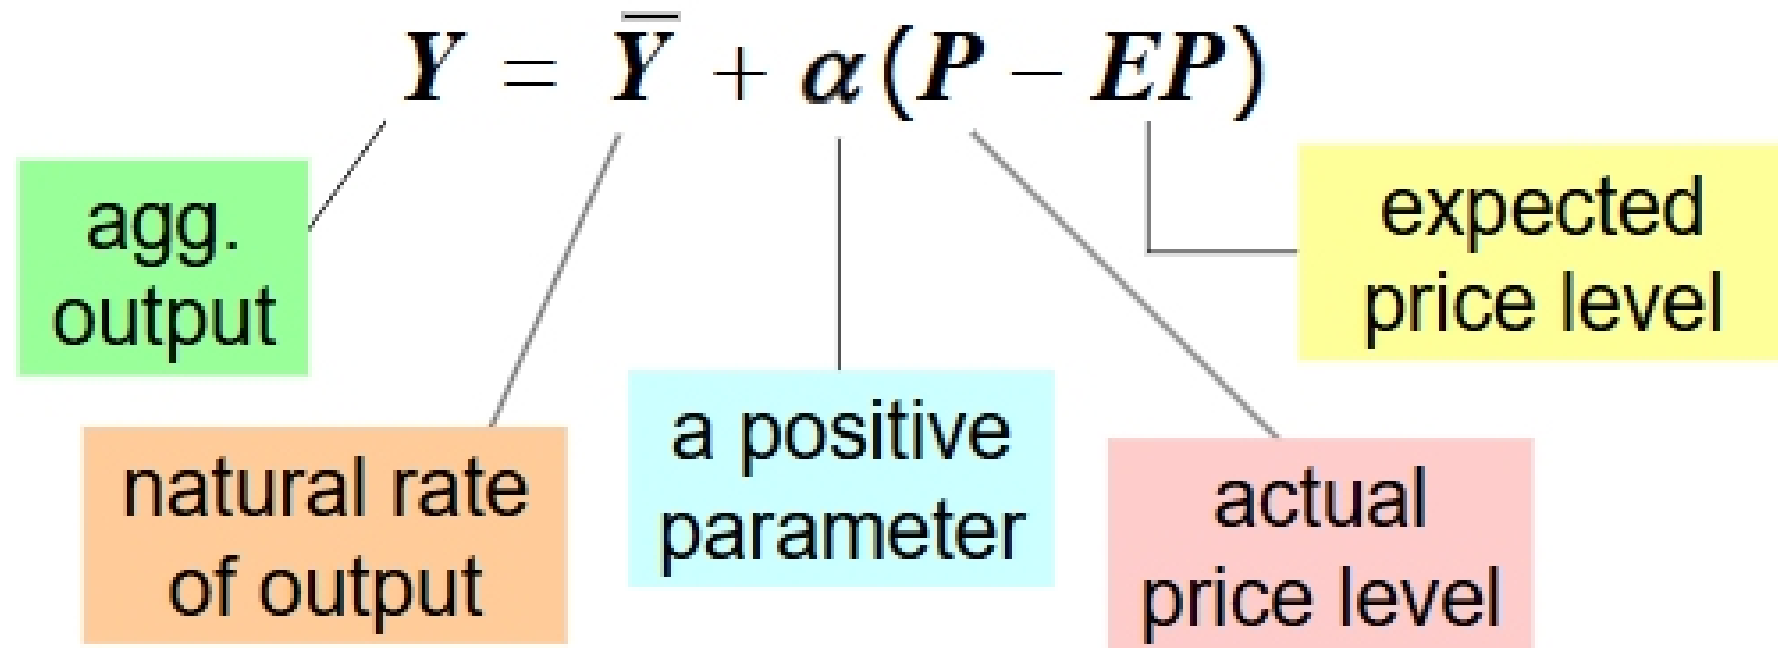 Y = Y̅ + α(P − EP)
agg.
output
natural rate
of output
a positive
parameter
actual
price level
expected
price level